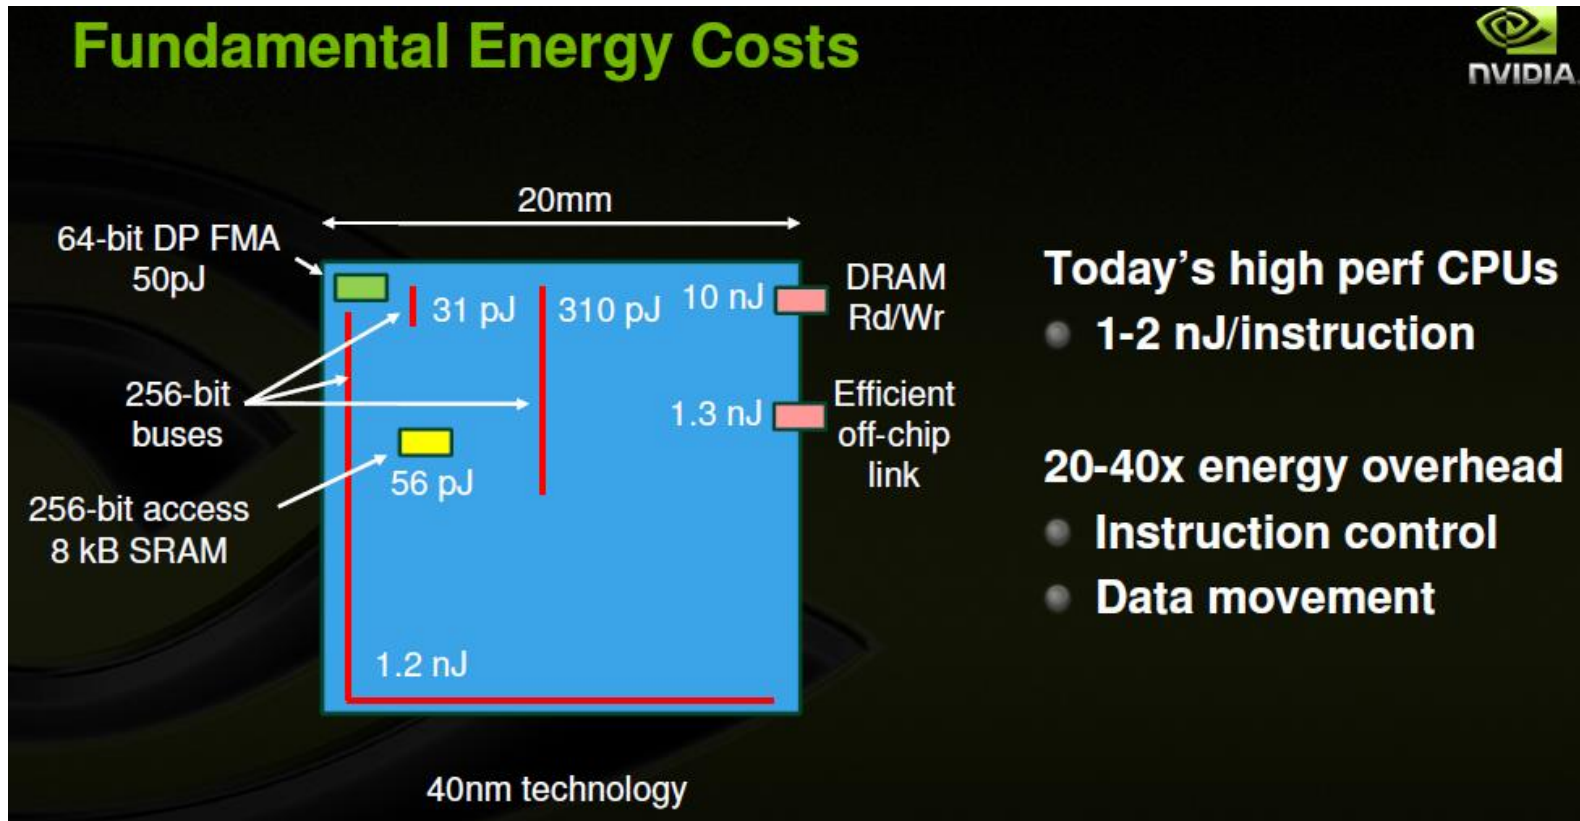 Fundamental Energy Costs
NVIDIA.
20mm
64-bit DP FMA
50pJ
31 pJ
310 pJ
10 nJ
DRAM
Rd/Wr
256-bit
buses
1.3 nJ
Efficient
off-chip
link
56 pJ
256-bit access
8 kB SRAM
1.2 nJ
40nm technology
Today's high perf CPUs
1-2 nJ/instruction
20-40x energy overhead
Instruction control
Data movement